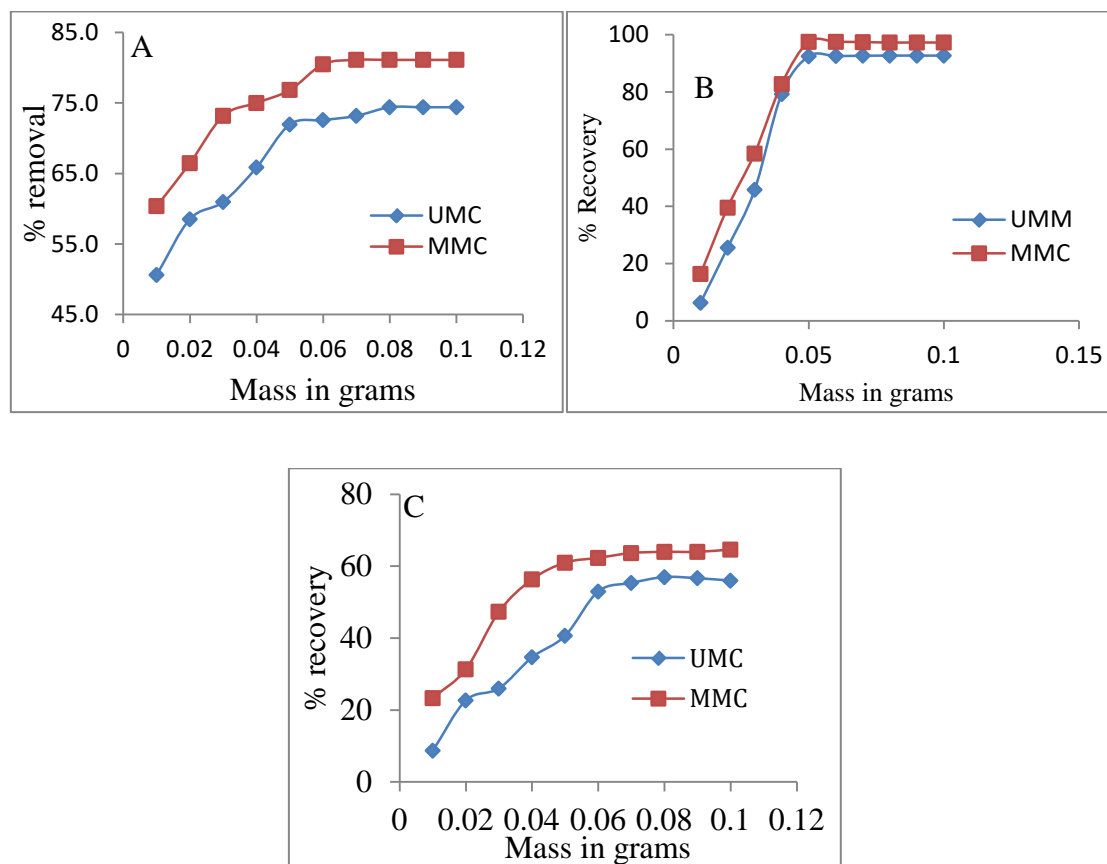 A
% removal
85.0
75.0
65.0
55.0
45.0
UMC
MMC
0 0.02 0.04 0.06 0.08 0.1 0.12
Mass in grams
B
% Recovery
100
80
60
40
20
0
UMM
MMC
0 0.05 0.1 0.15
Mass in grams
C
% recovery
80
60
40
20
0
UMC
MMC
0 0.02 0.04 0.06 0.08 0.1 0.12
Mass in grams